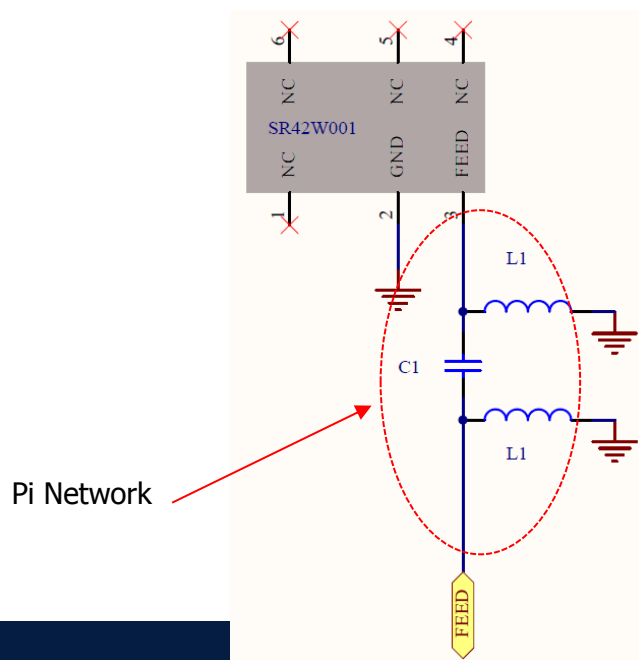 6
5
4
NC
NC
NC
SR42W001
NC
GND
FEED
1
2
3
L1
C1
L1
Pi Network
FEED